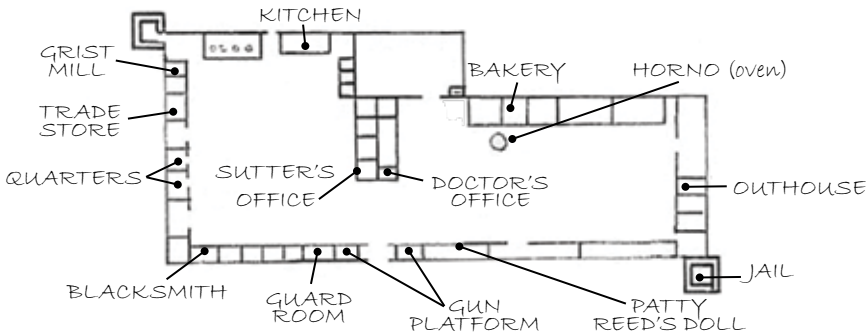 KITCHEN
GRIST
MILL
BAKERY
HORNO (oven)
TRADE
STORE
QUARTERS
SUTTER'S
OFFICE
DOCTOR'S
OFFICE
OUTHOUSE
BLACKSMITH
GUARD
ROOM
GUN
PLATFORM
PATTY
REED'S DOLL
JAIL